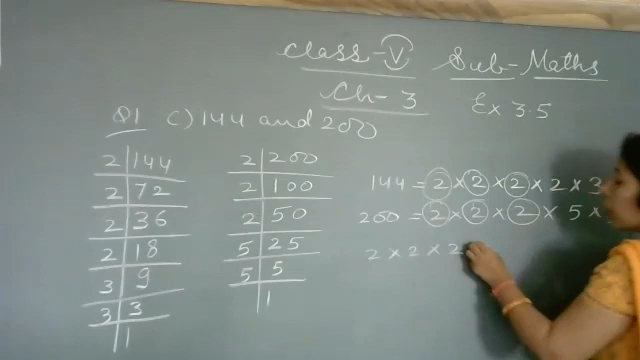 Class-V Sub-Maths
Ch-3 Ex 3.5
Q1 C) 144 and 200
2 | 144
2 | 72
2 | 36
2 | 18
3 | 9
3 | 3
| 1
2 | 200
2 | 100
2 | 50
5 | 25
5 | 5
| 1
144 = 2 × 2 × 2 × 2 × 3
200 = 2 × 2 × 2 × 5 ×
2 × 2 × 2